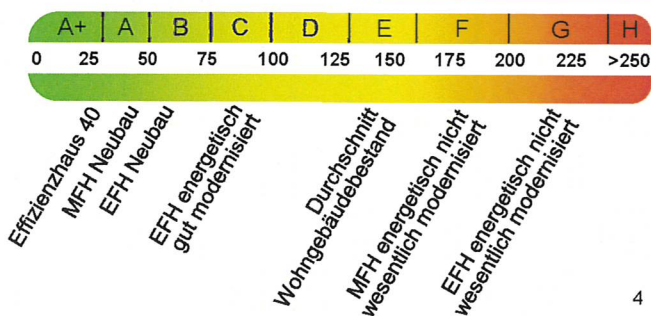 A+ A B C D E F G H
0 25 50 75 100 125 150 175 200 225 >250
Effizienzhaus 40
MFH Neubau
EFH Neubau
EFH energetisch
gut modernisiert
Durchschnitt
Wohngebäudebestand
MFH energetisch nicht
wesentlich modernisiert
EFH energetisch nicht
wesentlich modernisiert
4